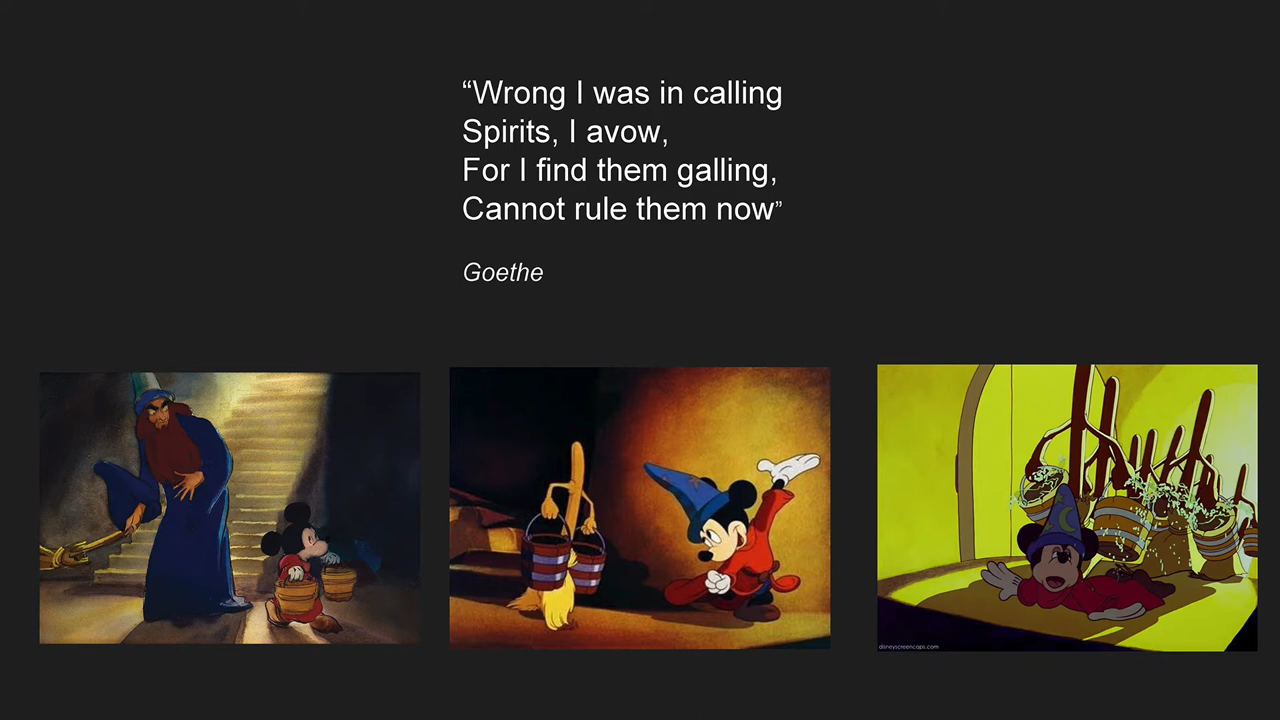 “Wrong I was in calling
Spirits, I avow,
For I find them galling,
Cannot rule them now”
Goethe
disneyscreencaps.com